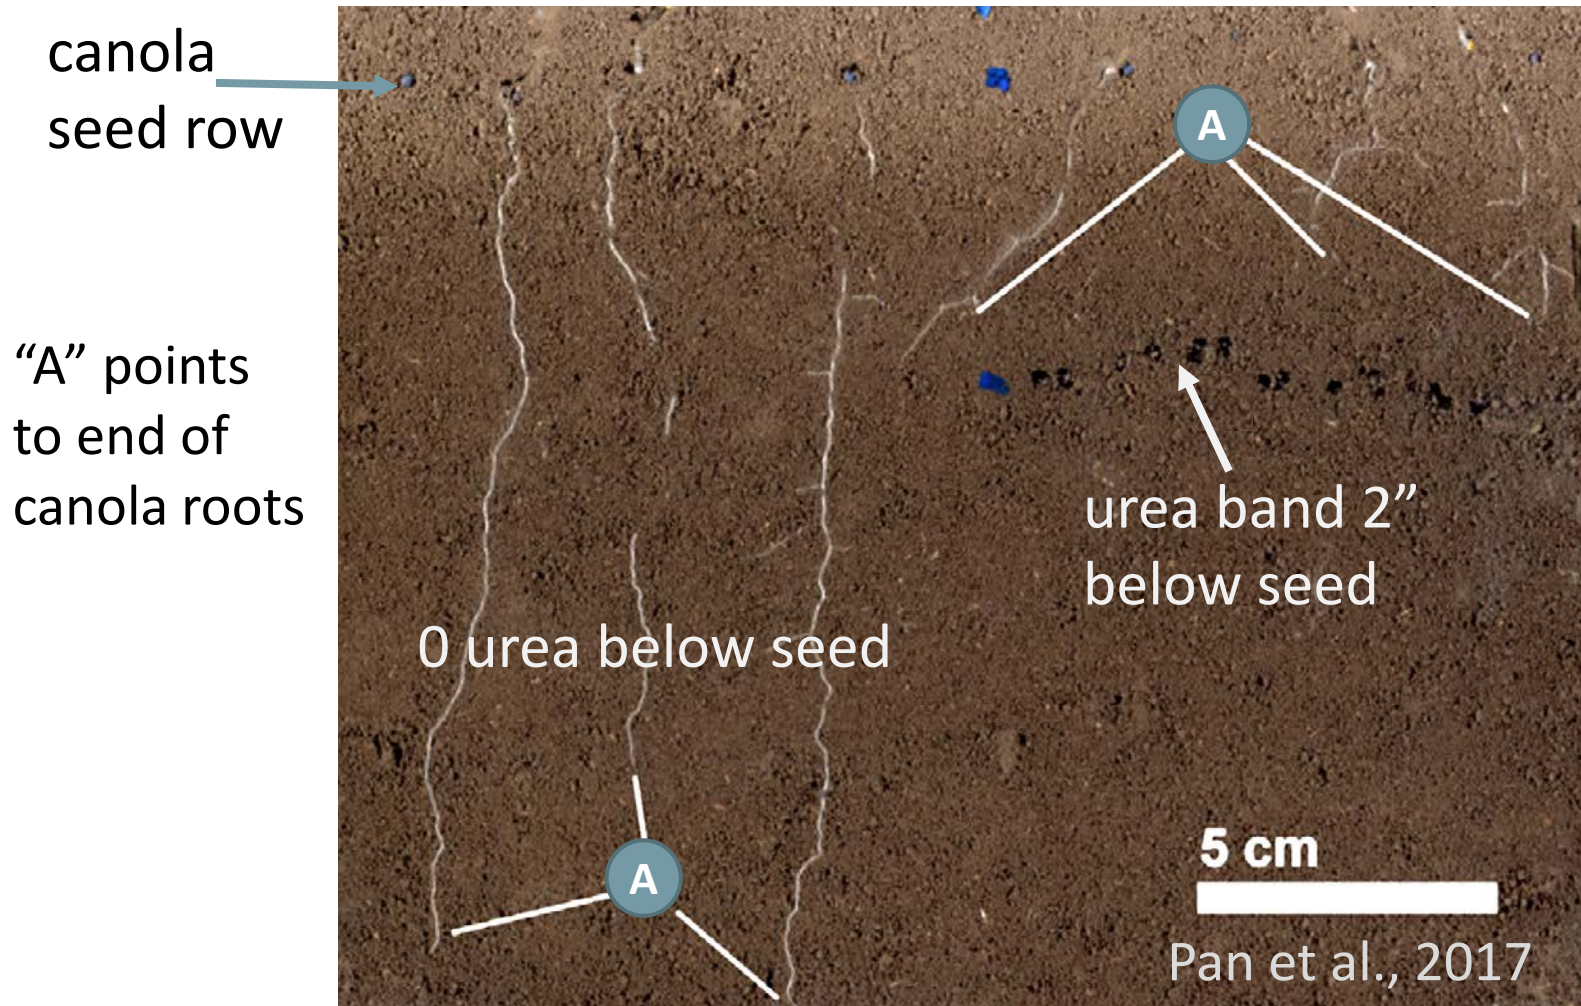 canola
seed row
A
“A” points
to end of
canola roots
urea band 2”
below seed
0 urea below seed
A
5 cm
Pan et al., 2017